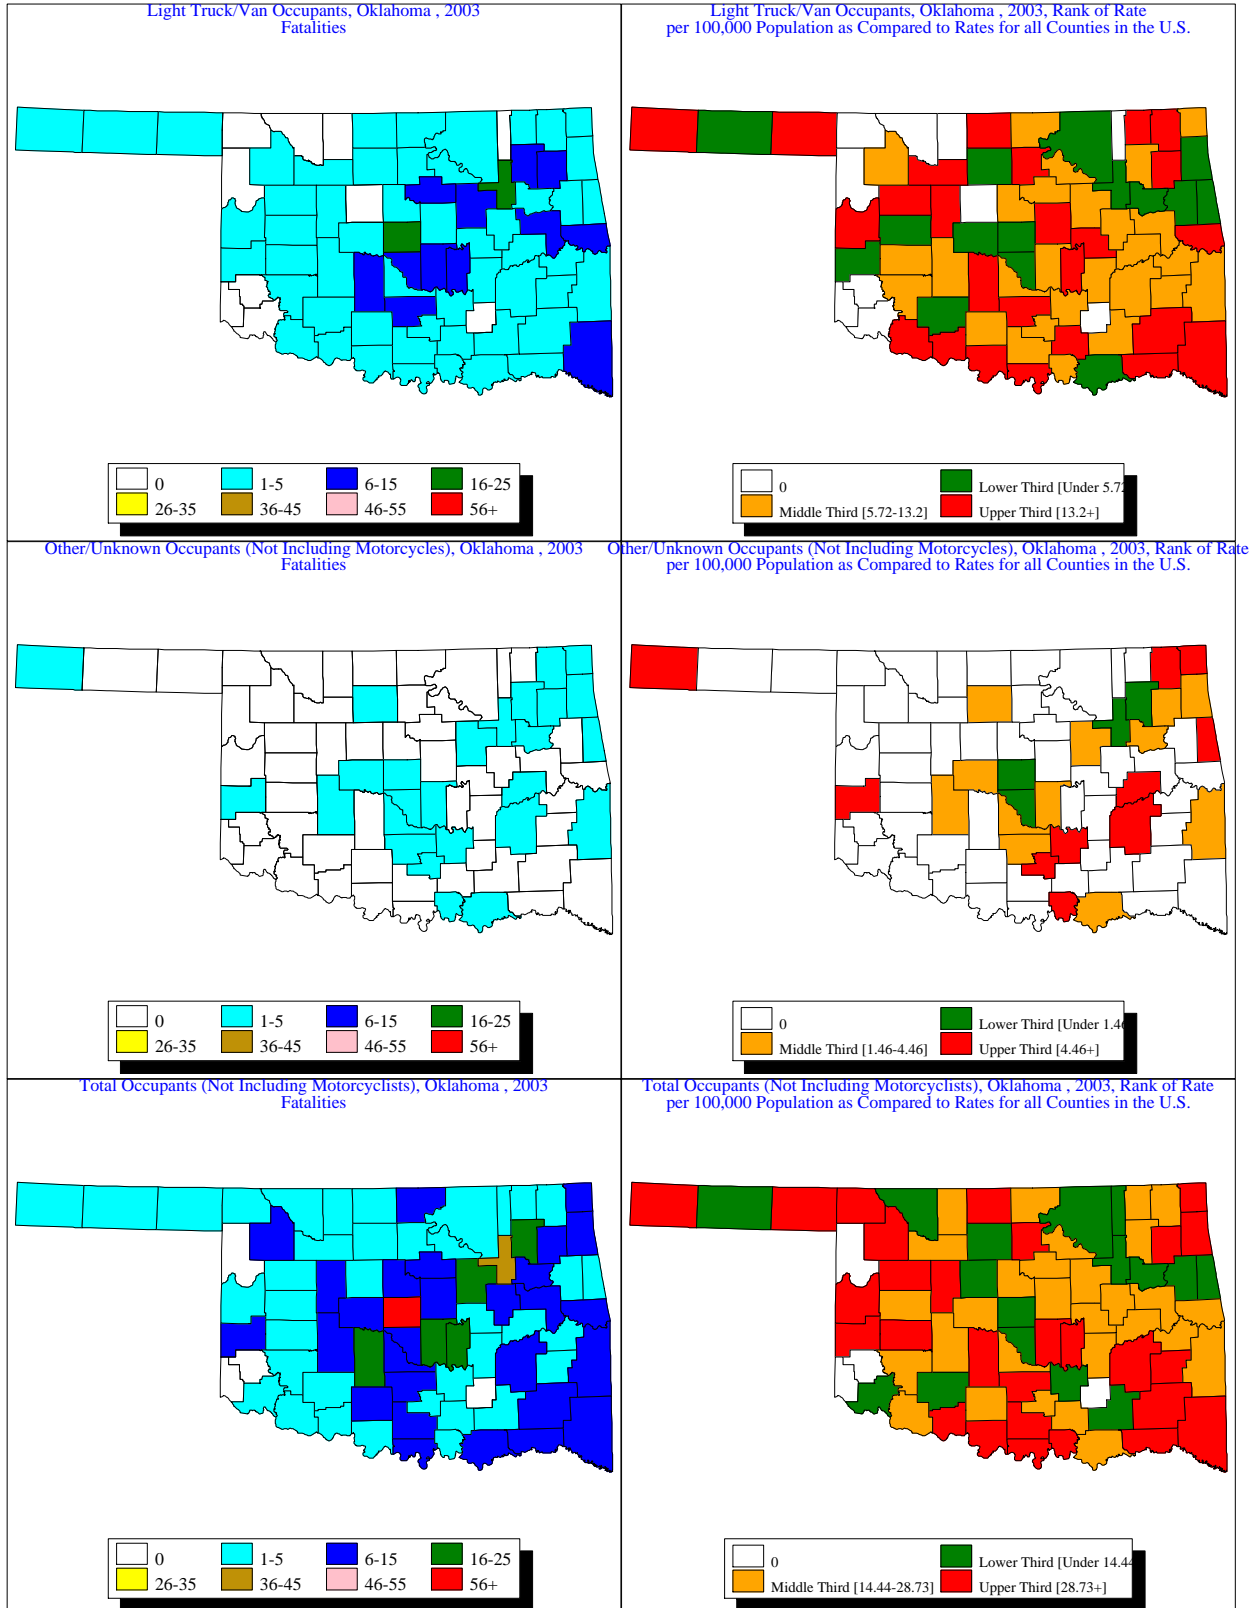 Light Truck/Van Occupants, Oklahoma , 2003
Fatalities
Light Truck/Van Occupants, Oklahoma , 2003, Rank of Rate
per 100,000 Population as Compared to Rates for all Counties in the U.S.
0
1-5
6-15
16-25
26-35
36-45
46-55
56+
0
Lower Third [Under 5.72
Middle Third [5.72-13.2]
Upper Third [13.2+]
Other/Unknown Occupants (Not Including Motorcycles), Oklahoma , 2003
Fatalities
Other/Unknown Occupants (Not Including Motorcycles), Oklahoma , 2003, Rank of Rate
per 100,000 Population as Compared to Rates for all Counties in the U.S.
0
1-5
6-15
16-25
26-35
36-45
46-55
56+
0
Lower Third [Under 1.46
Middle Third [1.46-4.46]
Upper Third [4.46+]
Total Occupants (Not Including Motorcyclists), Oklahoma , 2003
Fatalities
Total Occupants (Not Including Motorcyclists), Oklahoma , 2003, Rank of Rate
per 100,000 Population as Compared to Rates for all Counties in the U.S.
0
1-5
6-15
16-25
26-35
36-45
46-55
56+
0
Lower Third [Under 14.44
Middle Third [14.44-28.73]
Upper Third [28.73+]